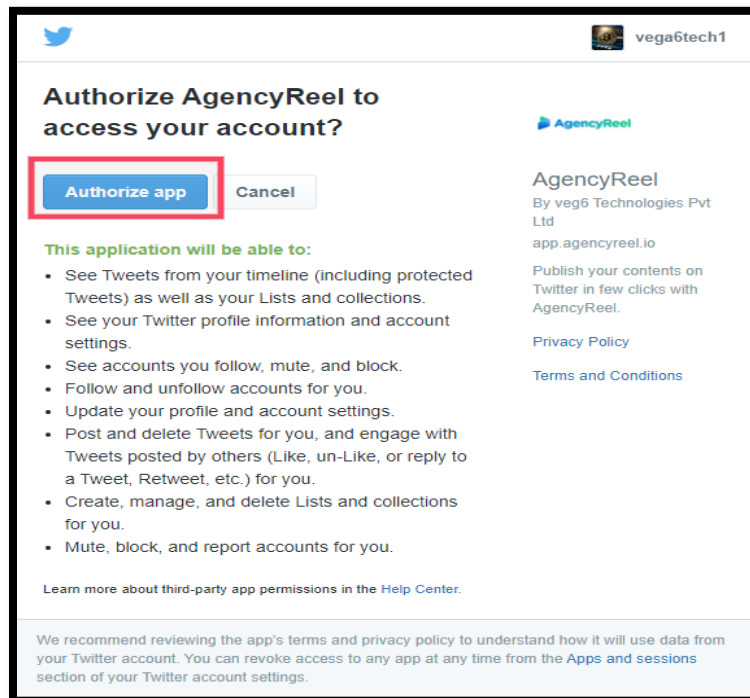 vega6tech1
Authorize AgencyReel to
access your account?
Authorize app
Cancel
This application will be able to:
• See Tweets from your timeline (including protected
Tweets) as well as your Lists and collections.
• See your Twitter profile information and account
settings.
• See accounts you follow, mute, and block.
• Follow and unfollow accounts for you.
• Update your profile and account settings.
• Post and delete Tweets for you, and engage with
Tweets posted by others (Like, un-Like, or reply to
a Tweet, Retweet, etc.) for you.
• Create, manage, and delete Lists and collections
for you.
• Mute, block, and report accounts for you.
Learn more about third-party app permissions in the Help Center.
AgencyReel
AgencyReel
By veg6 Technologies Pvt
Ltd
app.agencyreel.io
Publish your contents on
Twitter in few clicks with
AgencyReel.
Privacy Policy
Terms and Conditions
We recommend reviewing the app's terms and privacy policy to understand how it will use data from
your Twitter account. You can revoke access to any app at any time from the Apps and sessions
section of your Twitter account settings.